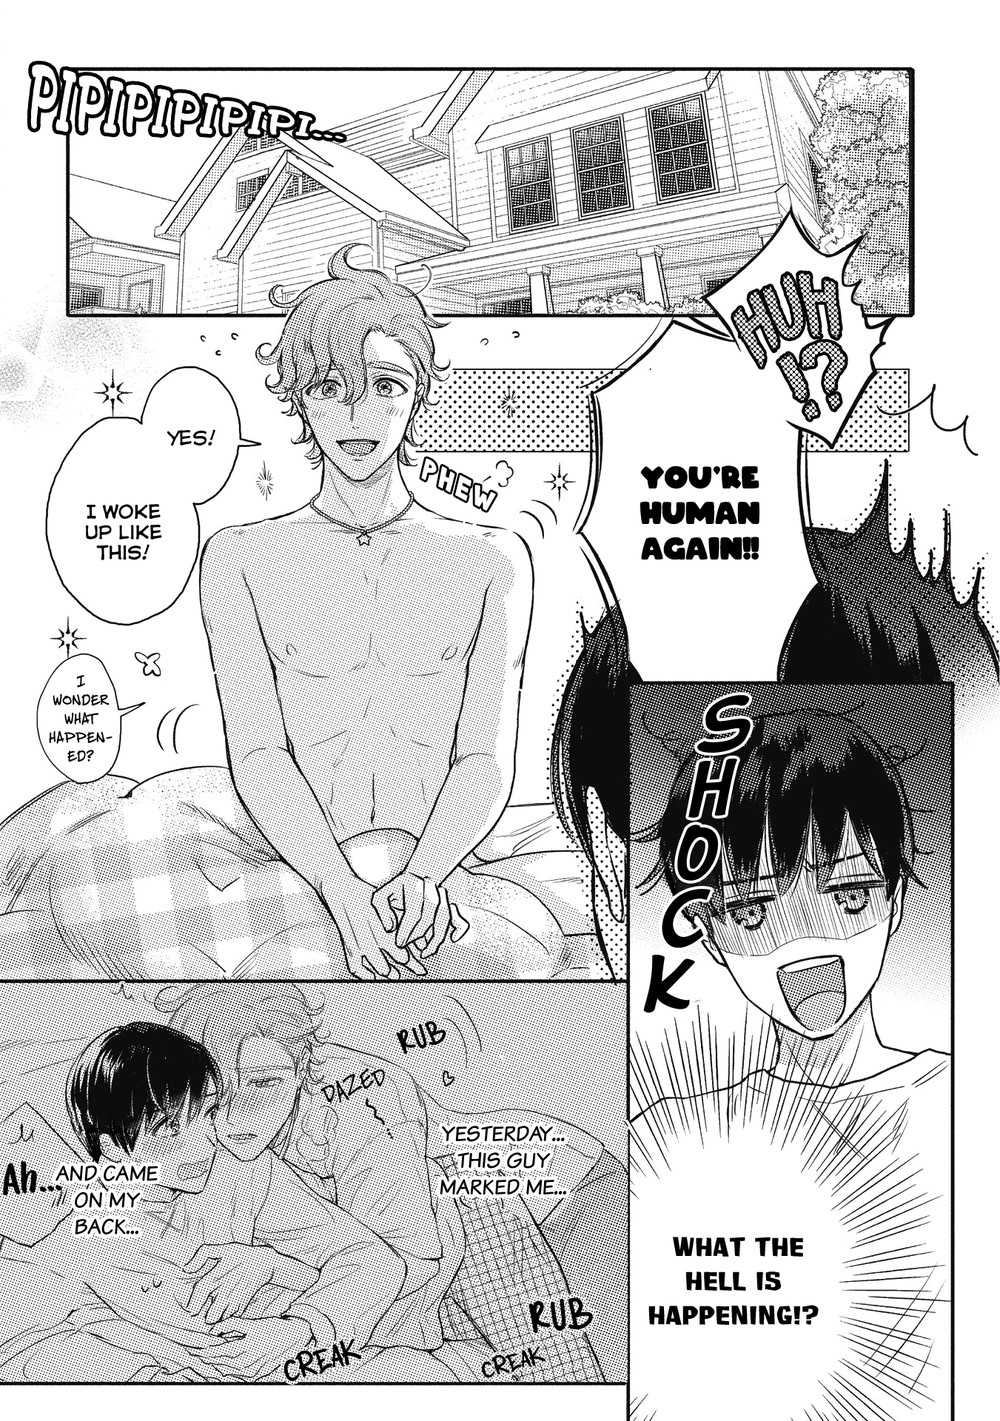 PIPIPIPIPIPIPI...
HUH
!?
YOU'RE
HUMAN
AGAIN!!
YES!
I WOKE
UP LIKE
THIS!
PHEW
I
WONDER
WHAT
HAPPEN-
ED?
SHOCK
WHAT THE
HELL IS
HAPPENING!?
RUB
DAZED
YESTERDAY...
THIS GUY
MARKED ME...
Ah...
AND CAME
ON MY
BACK...
RUB
CREAK
CREAK